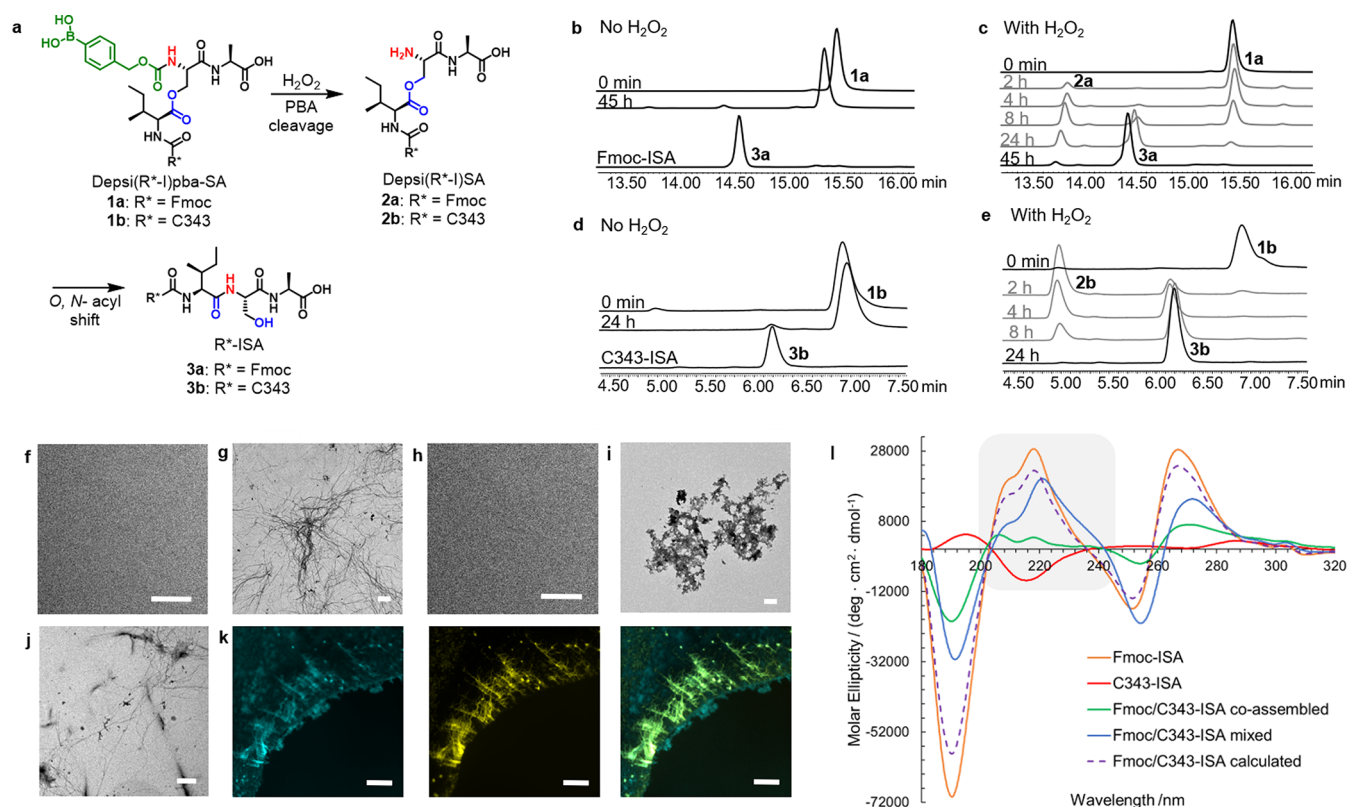 a
HO
HO B
O
H
N
O
O
N
H
OH
O
O
O
NH
O
R*
Depsi(R*-I)pba-SA
1a: R* = Fmoc
1b: R* = C343
H2O2
PBA
cleavage
H2N
O
N
H
OH
O
O
O
NH
O
R*
Depsi(R*-I)SA
2a: R* = Fmoc
2b: R* = C343
O, N- acyl
shift
O
R*
N
H
O
H
N
O
OH
N
H
O
OH
R*-ISA
3a: R* = Fmoc
3b: R* = C343
b No H2O2
0 min
1a
45 h
Fmoc-ISA
3a
13.50 14.00 14.50 15.00 15.50 16.00 min
c With H2O2
0 min
1a
2 h
2a
4 h
8 h
24 h
45 h
3a
13.50 14.00 14.50 15.00 15.50 16.00 min
d No H2O2
0 min
1b
24 h
C343-ISA
3b
4.50 5.00 5.50 6.00 6.50 7.00 min
e With H2O2
0 min
1b
2 h
2b
4 h
8 h
24 h
3b
4.50 5.00 5.50 6.00 6.50 7.00 7.50 min
f
g
h
i
j
k
l
28000
8000
-12000
-32000
-52000
-72000
180 200 220 240 260 280 300 320
Molar Ellipticity / (deg · cm2 · dmol-1)
Fmoc-ISA
C343-ISA
Fmoc/C343-ISA co-assembled
Fmoc/C343-ISA mixed
Fmoc/C343-ISA calculated
Wavelength /nm